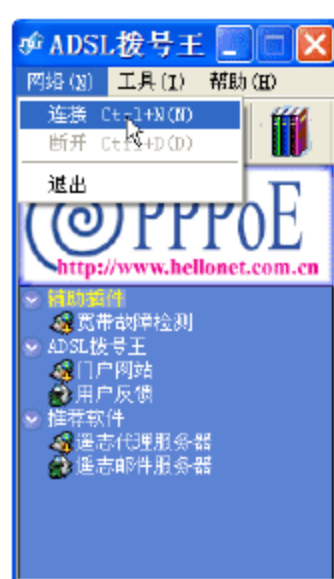 ADSL拨号王
网络(N) 工具(I) 帮助(H)
连接 Ctrl+N(N)
断开 Ctrl+D(D)
退出
PPPoE
http://www.hellonet.com.cn
辅助插件
宽带故障检测
ADSL拨号王
门户网站
用户反馈
推荐软件
遥志代理服务器
遥志邮件服务器